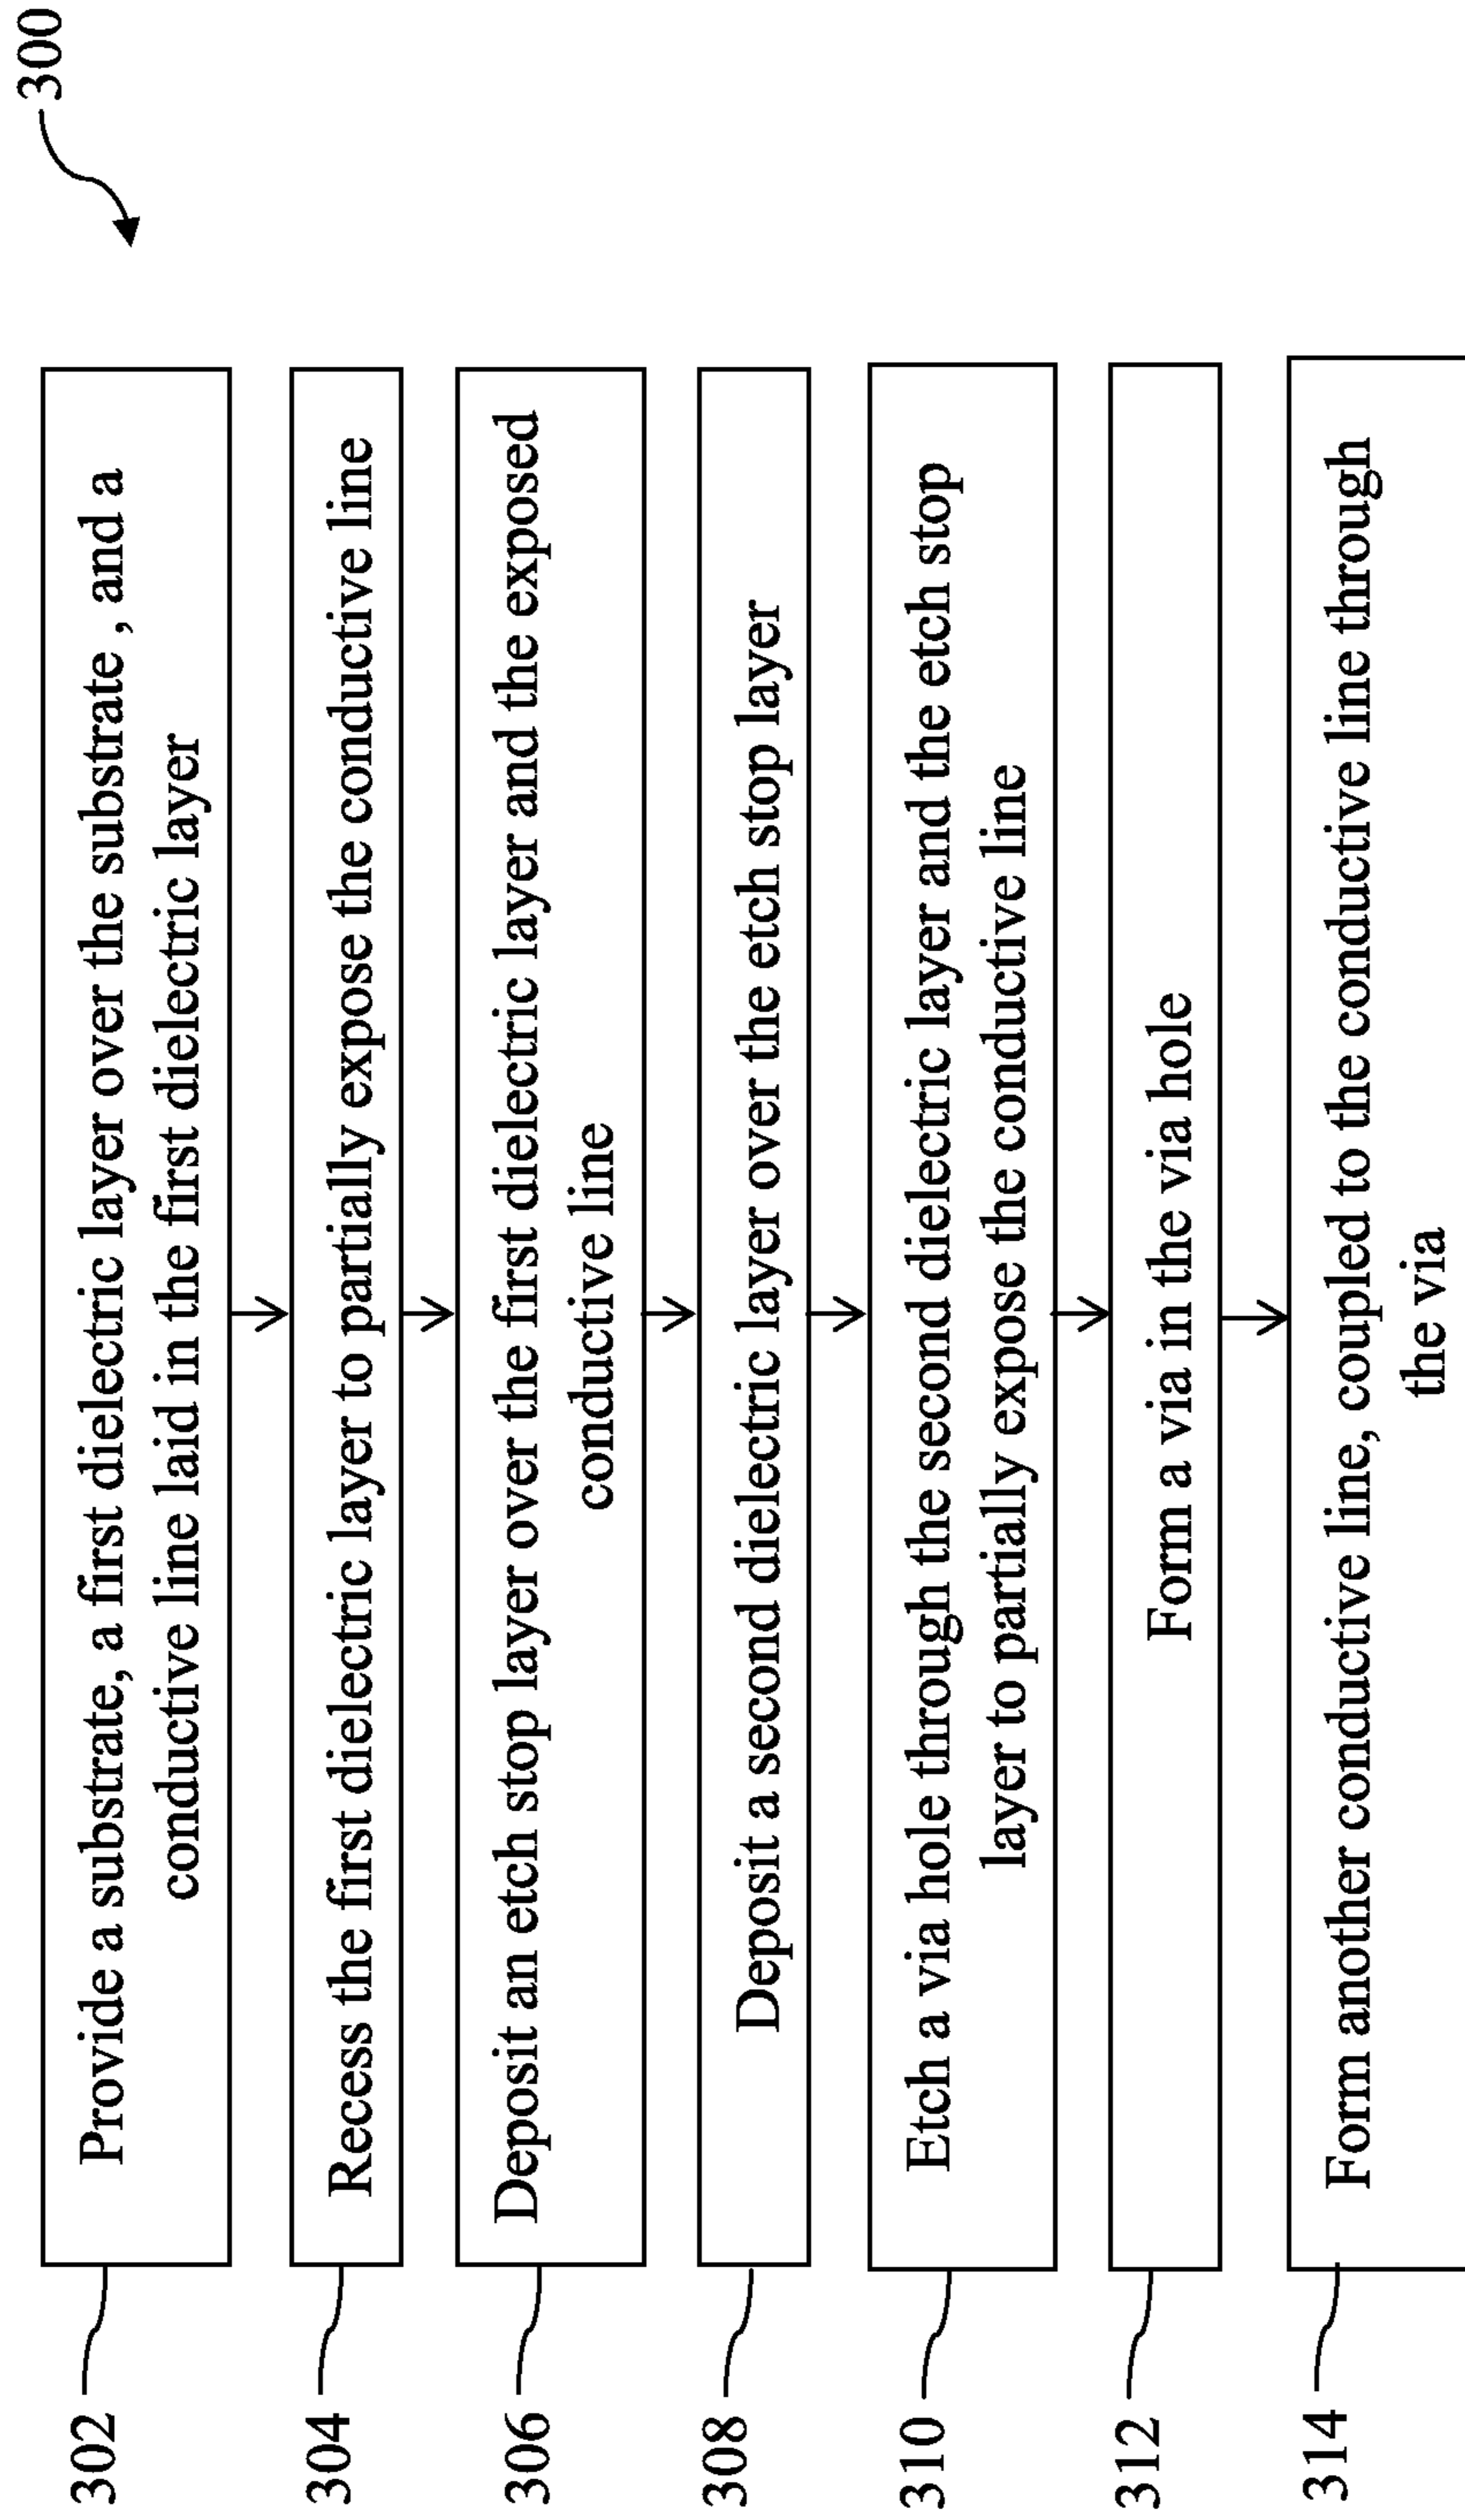 300
302
Provide a substrate, a first dielectric layer over the substrate , and a
conductive line laid in the first dielectric layer
304
Recess the first dielectric layer to partially expose the conductive line
306
Deposit an etch stop layer over the first dielectric layer and the exposed
conductive line
308
Deposit a second dielectric layer over the etch stop layer
310
Etch a via hole through the second dielectric layer and the etch stop
layer to partially expose the conductive line
312
Form a via in the via hole
314
Form another conductive line, coupled to the conductive line through
the via